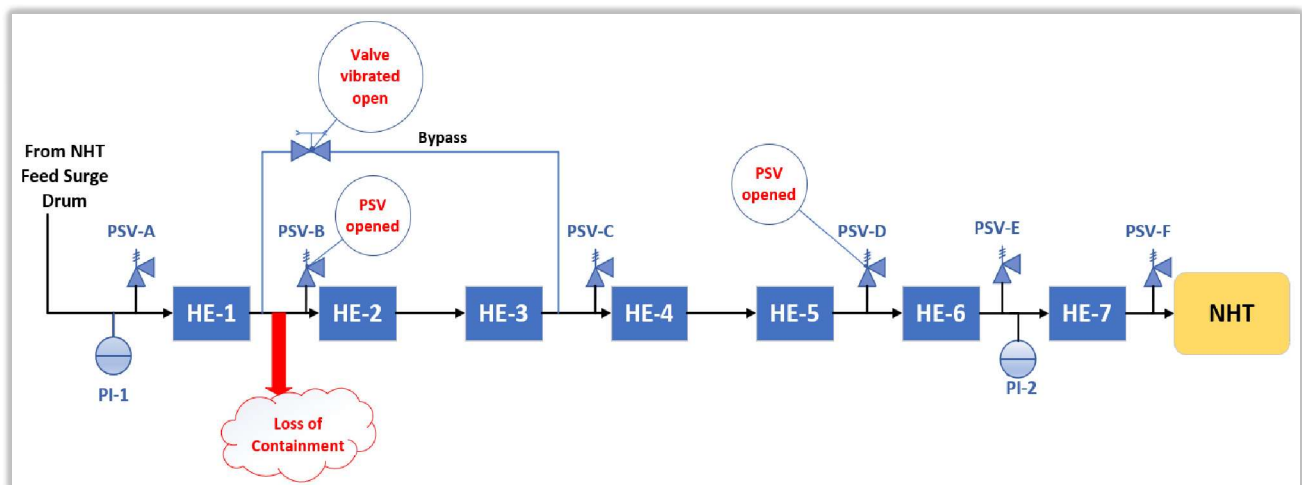 Valve
vibrated
open
Bypass
From NHT
Feed Surge
Drum
PSV
opened
PSV
opened
PSV-A
PSV-B
PSV-C
PSV-D
PSV-E
PSV-F
HE-1
HE-2
HE-3
HE-4
HE-5
HE-6
HE-7
NHT
PI-1
PI-2
Loss of
Containment